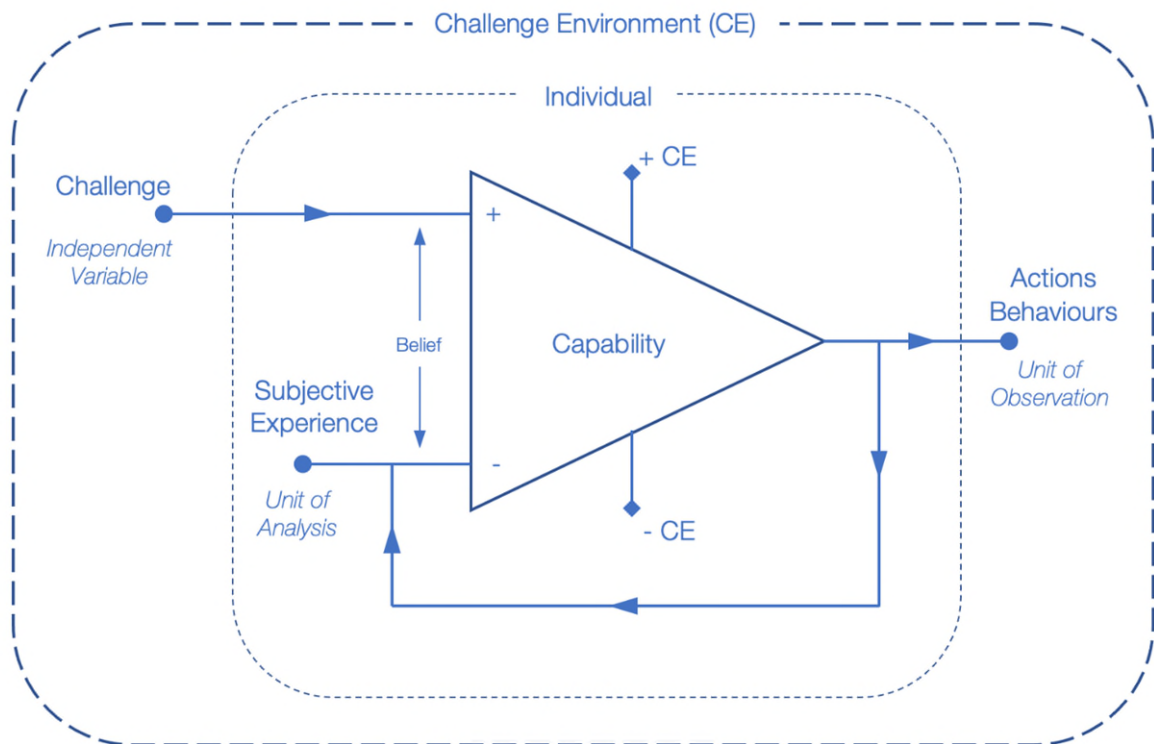 Challenge Environment (CE)
Individual
+ CE
Challenge
+
Independent
Variable
Actions
Behaviours
Belief
Capability
Subjective
Experience
Unit of
Observation
-
Unit of
Analysis
- CE